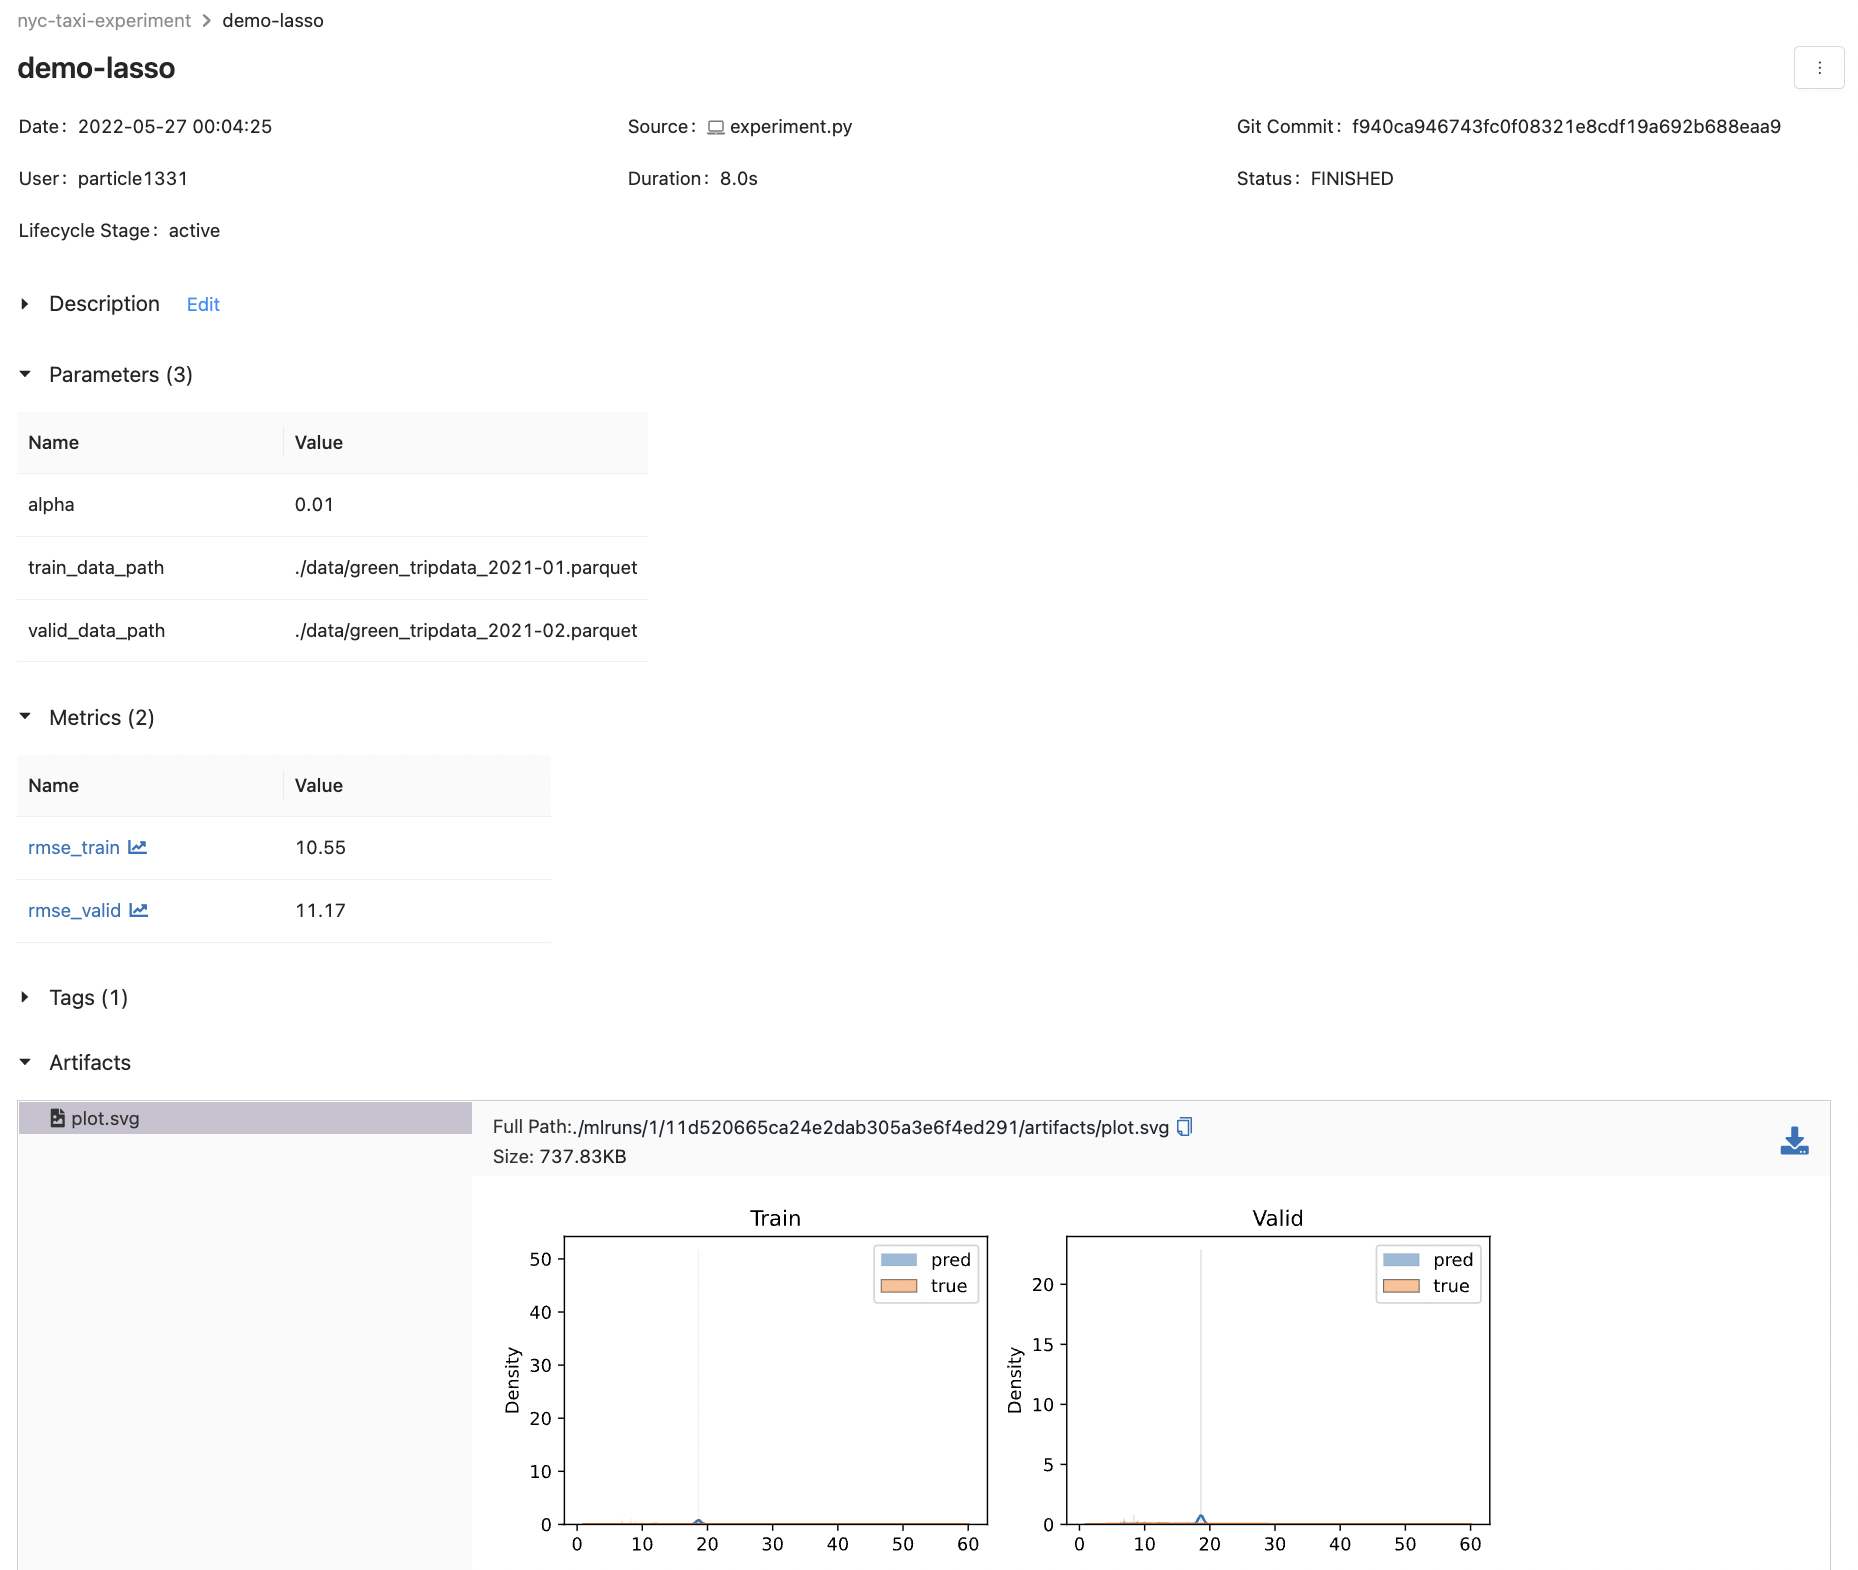 nyc-taxi-experiment > demo-lasso
demo-lasso
Date: 2022-05-27 00:04:25 Source: experiment.py Git Commit: f940ca946743fc0f08321e8cdf19a692b688eaa9
User: particle1331 Duration: 8.0s Status: FINISHED
Lifecycle Stage: active
Description Edit
Parameters (3)
Name Value
alpha 0.01
train_data_path ./data/green_tripdata_2021-01.parquet
valid_data_path ./data/green_tripdata_2021-02.parquet
Metrics (2)
Name Value
rmse_train 10.55
rmse_valid 11.17
Tags (1)
Artifacts
plot.svg
Full Path:./mlruns/1/11d520665ca24e2dab305a3e6f4ed291/artifacts/plot.svg
Size: 737.83KB
Train
pred
true
Density
50
40
30
20
10
0
0 10 20 30 40 50 60
Valid
pred
true
Density
20
15
10
5
0
0 10 20 30 40 50 60